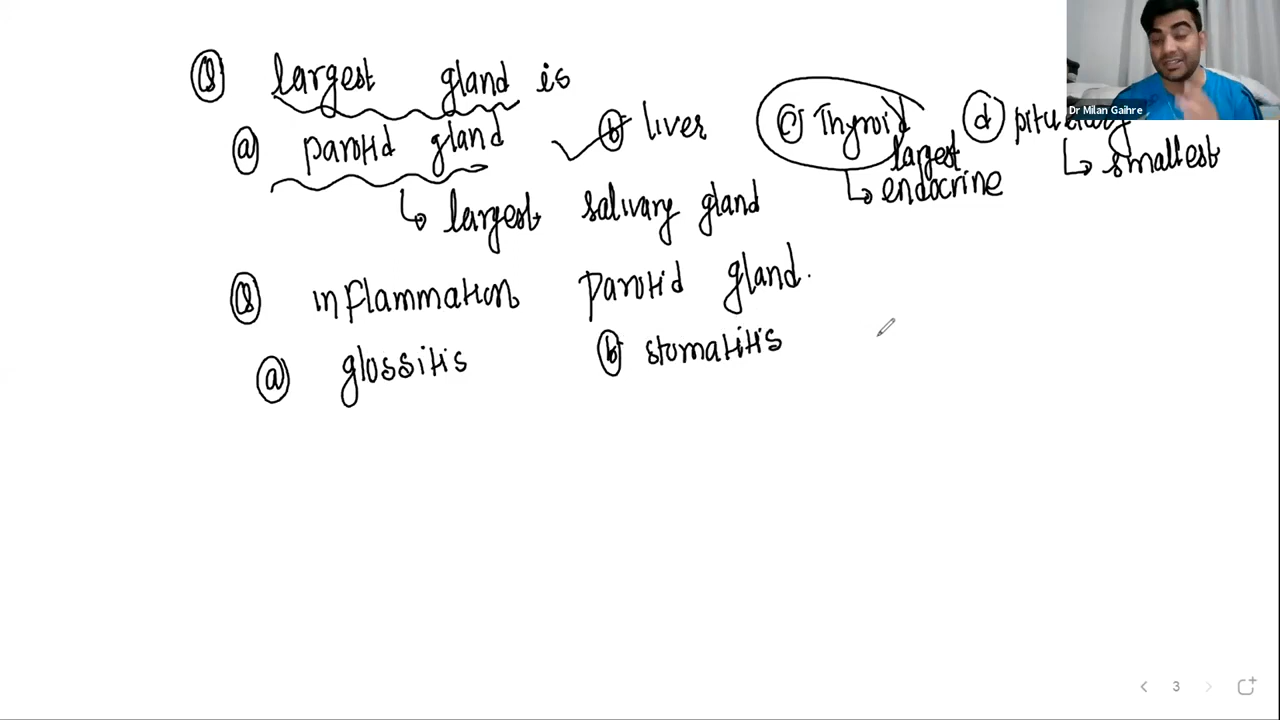 Q largest gland is
a parotid gland b liver c Thyroid d pituitary
↳ largest salivary gland ↳ largest endocrine ↳ smallest
Q inflammation parotid gland.
a glossitis b stomatitis
Dr Milan Gaihre
3